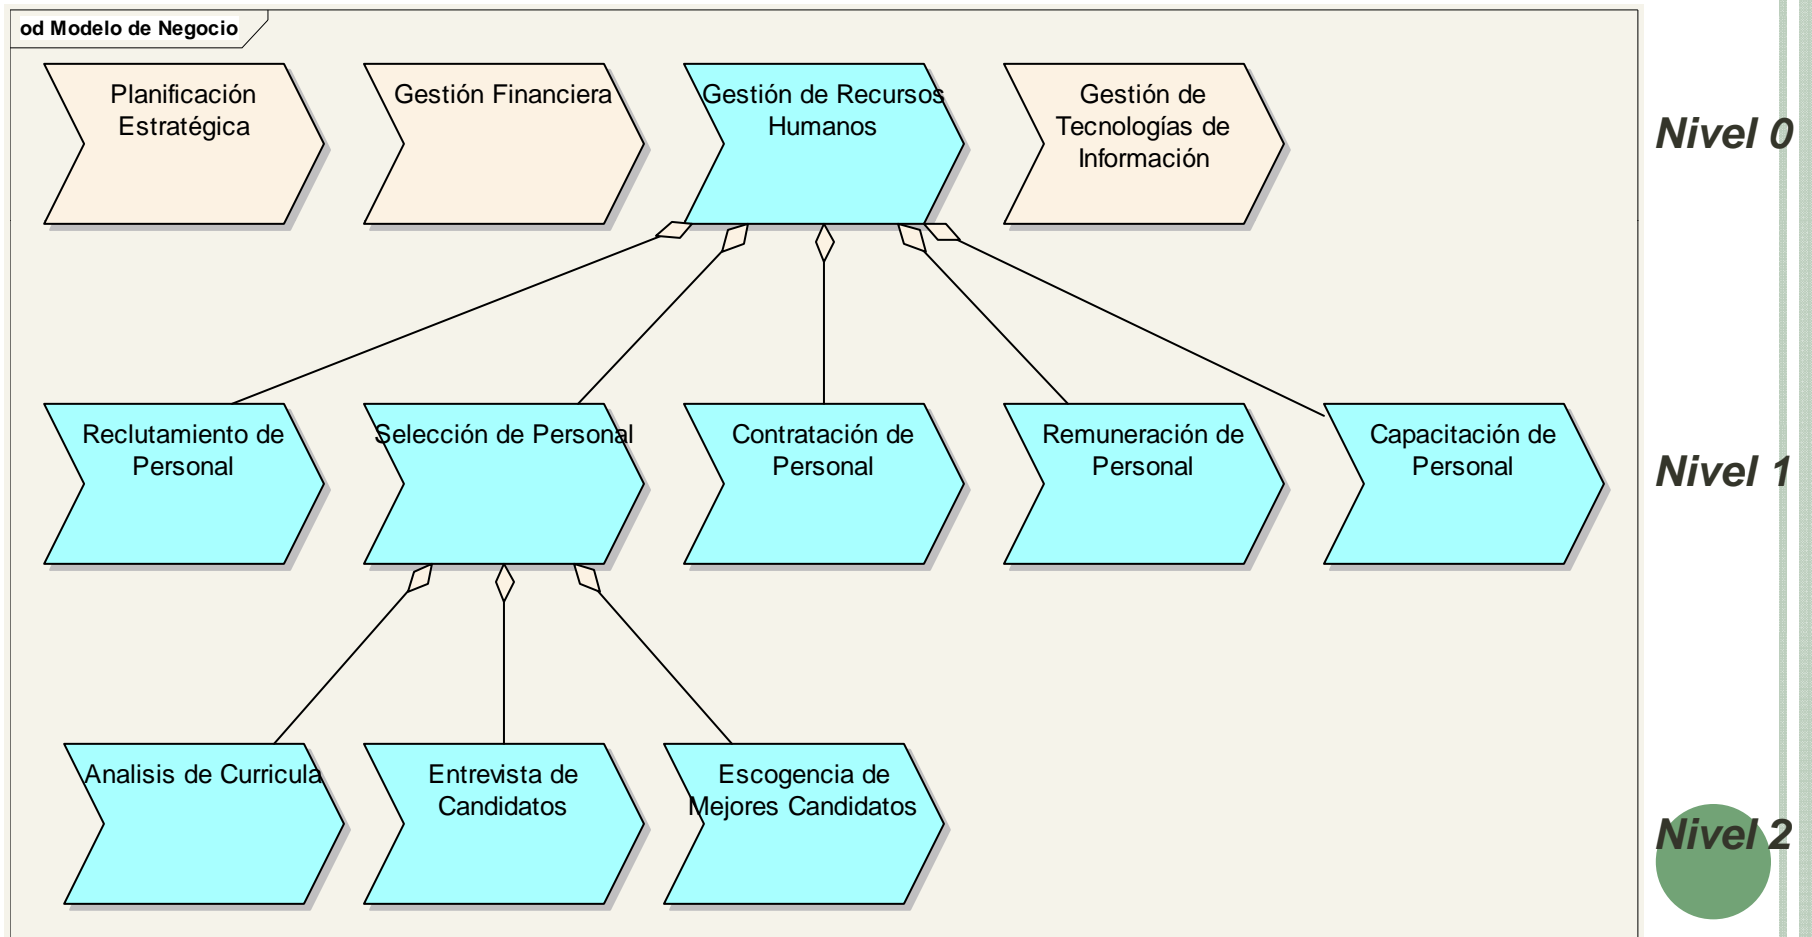 od Modelo de Negocio
Planificación
Estratégica
Gestión Financiera
Gestión de Recursos
Humanos
Gestión de
Tecnologías de
Información
Nivel 0
Reclutamiento de
Personal
Selección de Personal
Contratación de
Personal
Remuneración de
Personal
Capacitación de
Personal
Nivel 1
Analisis de Curricula
Entrevista de
Candidatos
Escogencia de
Mejores Candidatos
Nivel 2